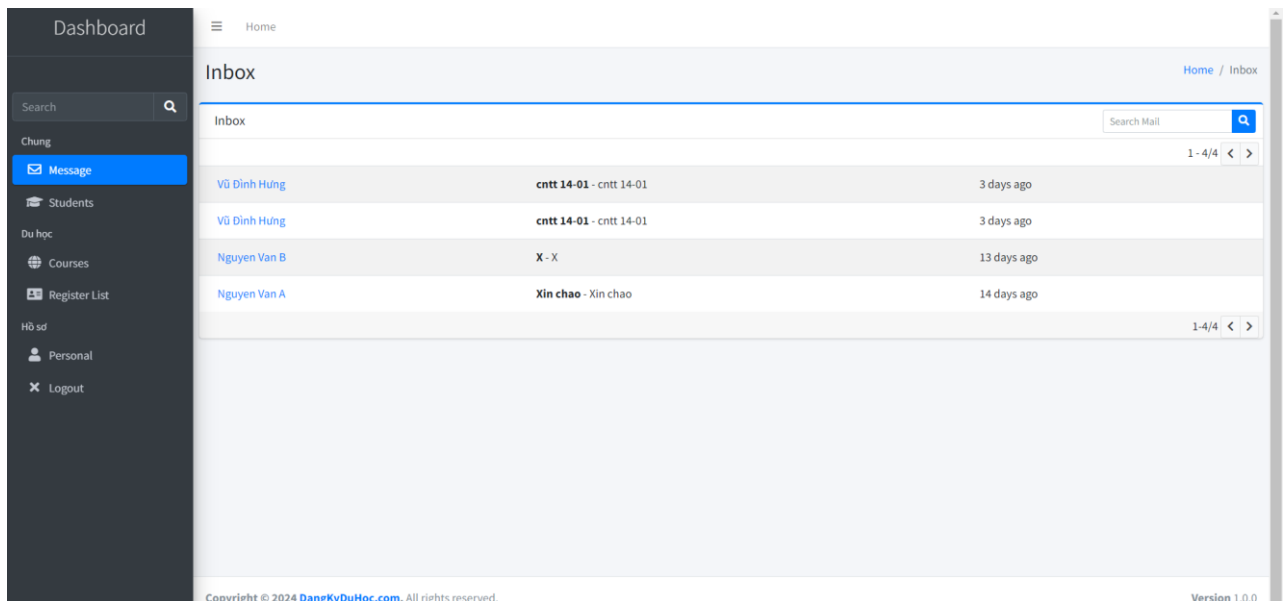 Dashboard
Home
Inbox
Home / Inbox
Search
Inbox
Search Mail
Chung
1 - 4/4
Message
Vũ Đình Hưng cntt 14-01 - cntt 14-01 3 days ago
Students
Vũ Đình Hưng cntt 14-01 - cntt 14-01 3 days ago
Du học
Courses
Nguyen Van B X - X 13 days ago
Register List
Nguyen Van A Xin chao - Xin chao 14 days ago
Hồ sơ
1-4/4
Personal
Logout
Copyright © 2024 DangKyDuHoc.com. All rights reserved.
Version 1.0.0